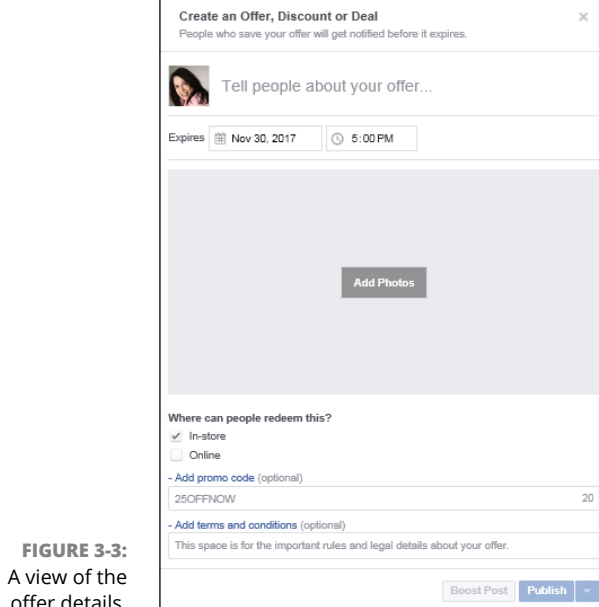 Create an Offer, Discount or Deal
People who save your offer will get notified before it expires.
Tell people about your offer...
Expires Nov 30, 2017 5:00 PM
Add Photos
Where can people redeem this?
In-store
Online
- Add promo code (optional)
25OFFNOW 20
- Add terms and conditions (optional)
This space is for the important rules and legal details about your offer.
Boost Post Publish
FIGURE 3-3:
A view of the
offer details.